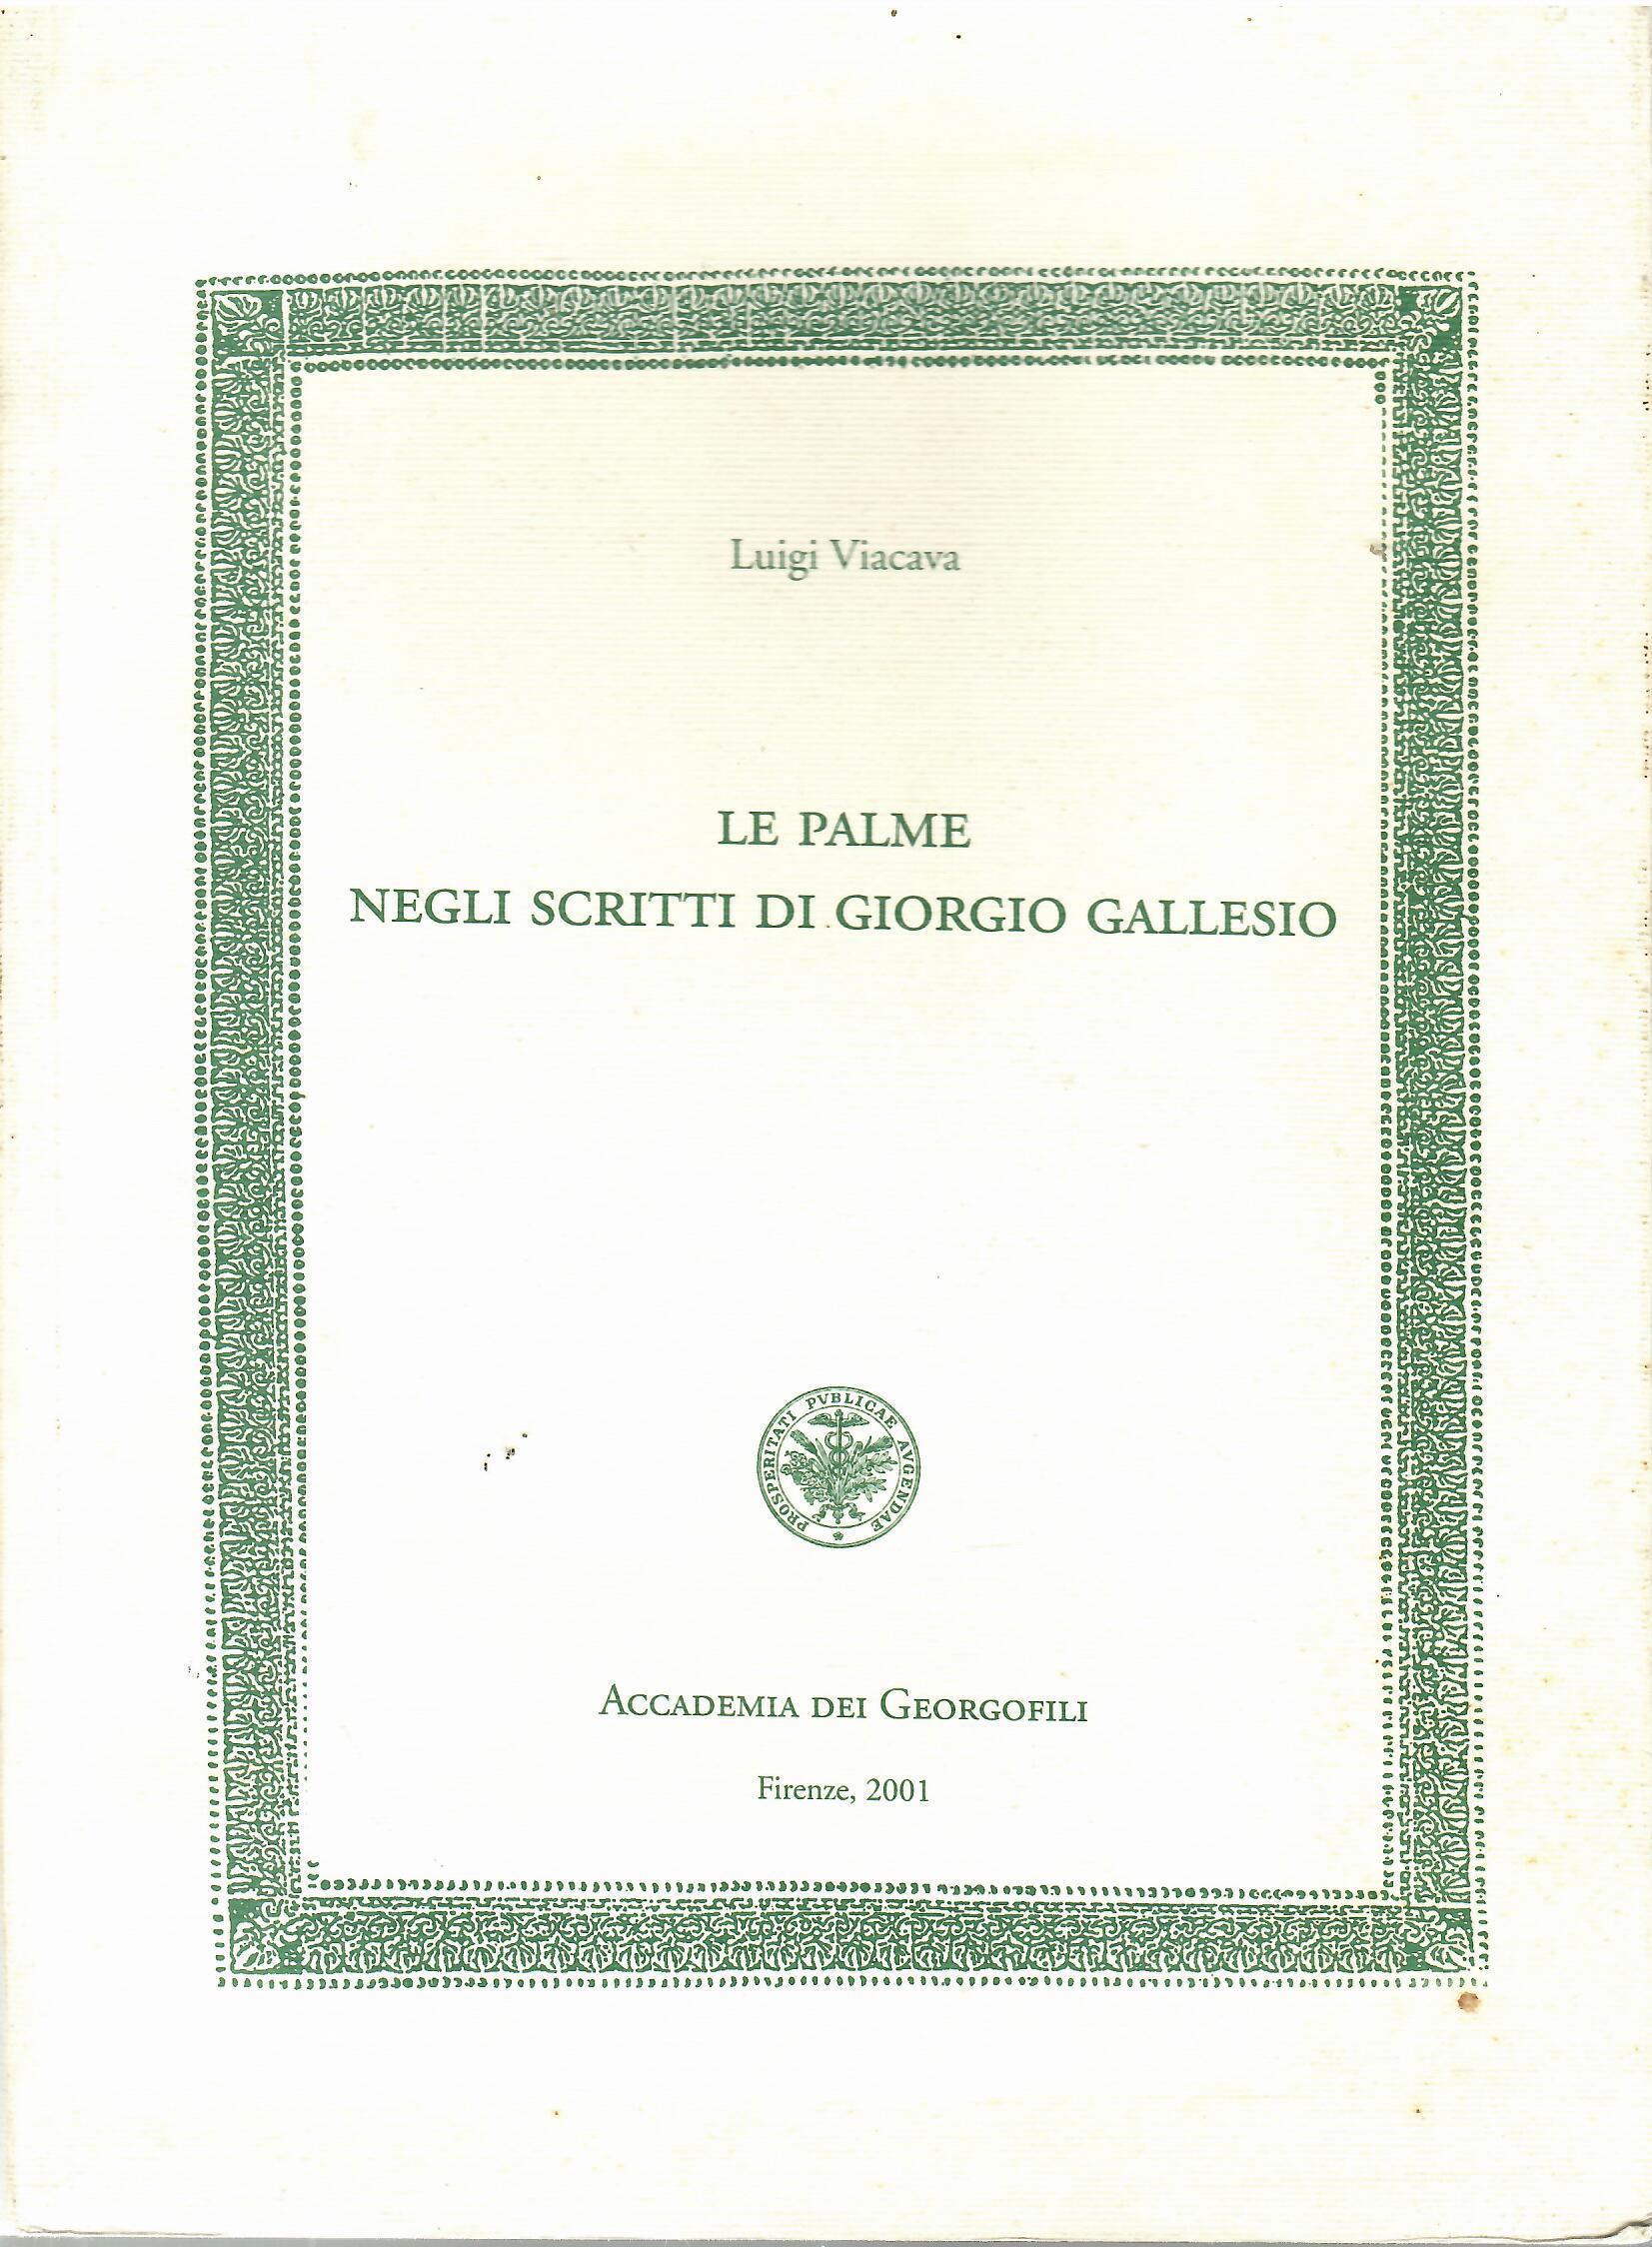 Luigi Viacava
LE PALME
NEGLI SCRITTI DI GIORGIO GALLESIO
PROSPERITATI PVBLICAE AVGENDAE
ACCADEMIA DEI GEORGOFILI
Firenze, 2001